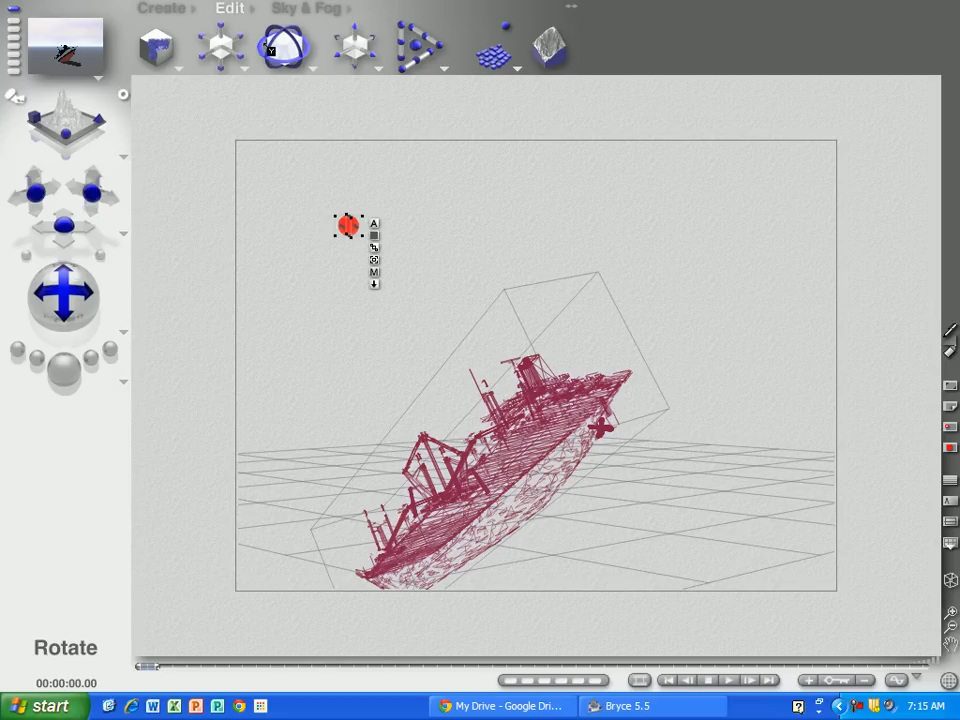 Create
Edit
Sky & Fog
Y
A
M
Rotate
00:00:00.00
start
My Drive - Google Dri...
Bryce 5.5
7:15 AM